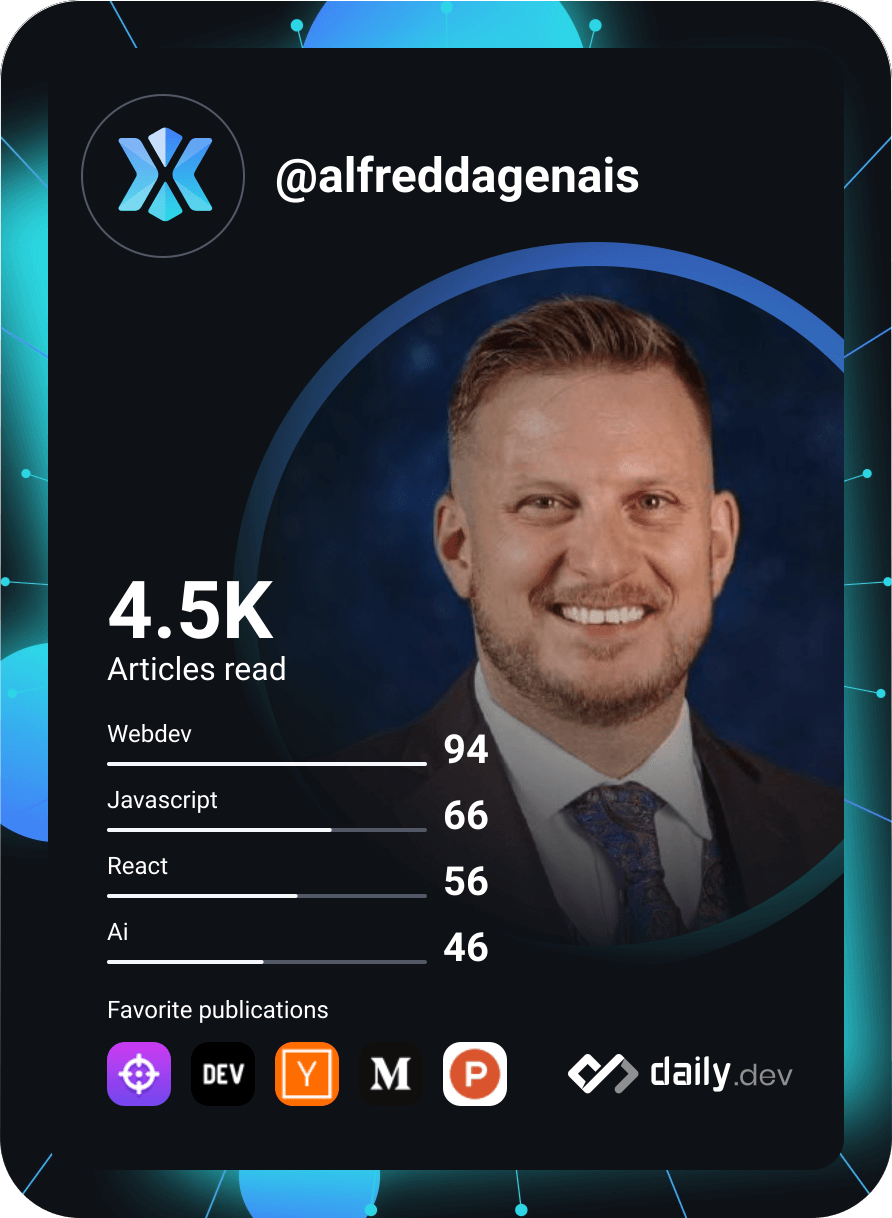 @alfreddagenais
4.5K
Articles read
Webdev
94
Javascript
66
React
56
Ai
46
Favorite publications
DEV
Y
M
P
daily.dev